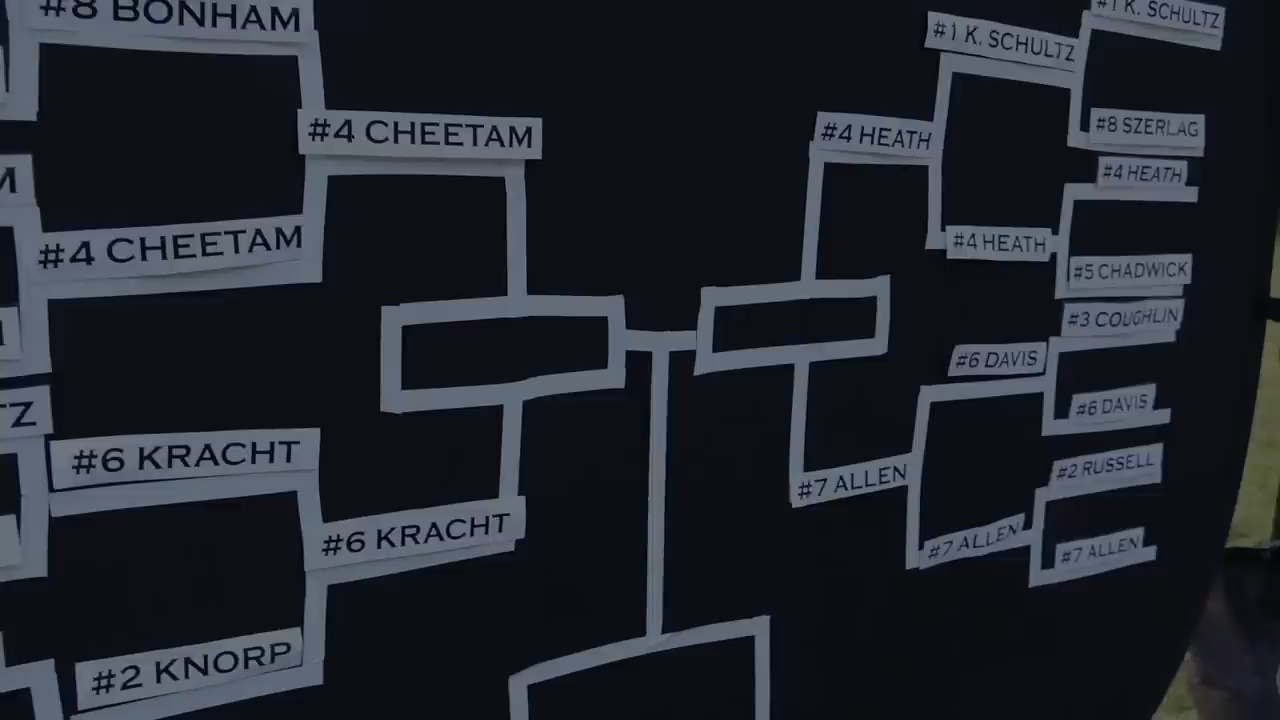 #8 BONHAM
#4 CHEETAM
#4 CHEETAM
#6 KRACHT
#6 KRACHT
#2 KNORP
#1 K. SCHULTZ
#1 K. SCHULTZ
#8 SZERLAG
#4 HEATH
#4 HEATH
#4 HEATH
#5 CHADWICK
#3 COUGHLIN
#6 DAVIS
#6 DAVIS
#2 RUSSELL
#7 ALLEN
#7 ALLEN
#7 ALLEN